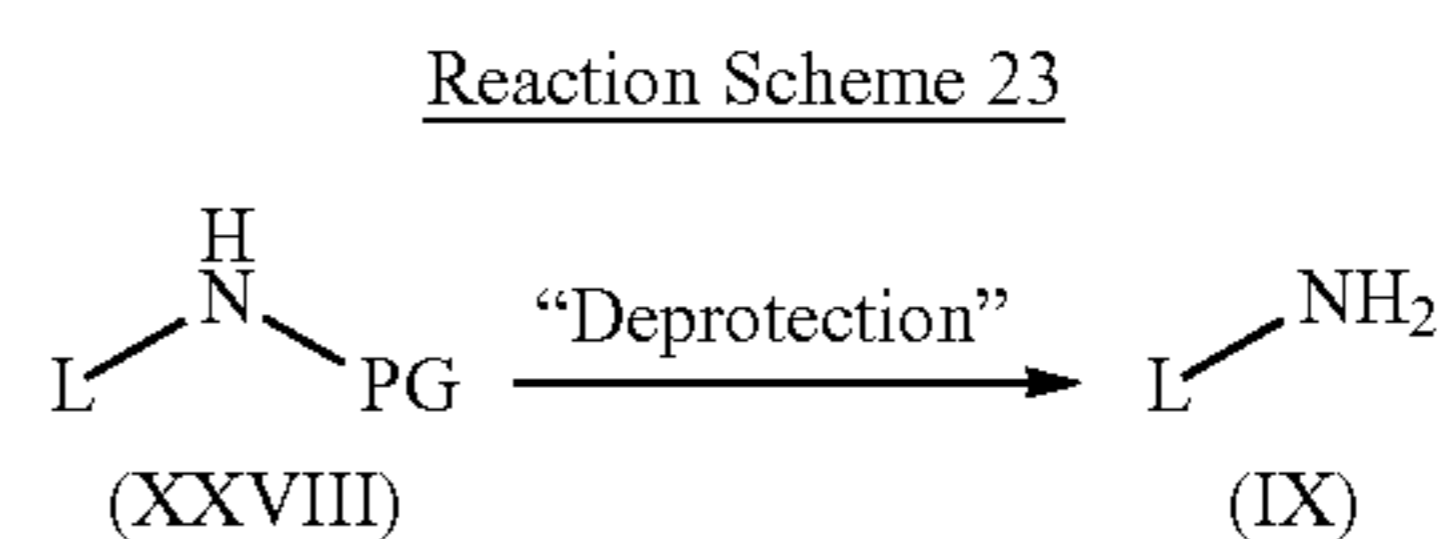 Reaction Scheme 23
H
N
L
PG
“Deprotection”
L
NH₂
(XXVIII)
(IX)